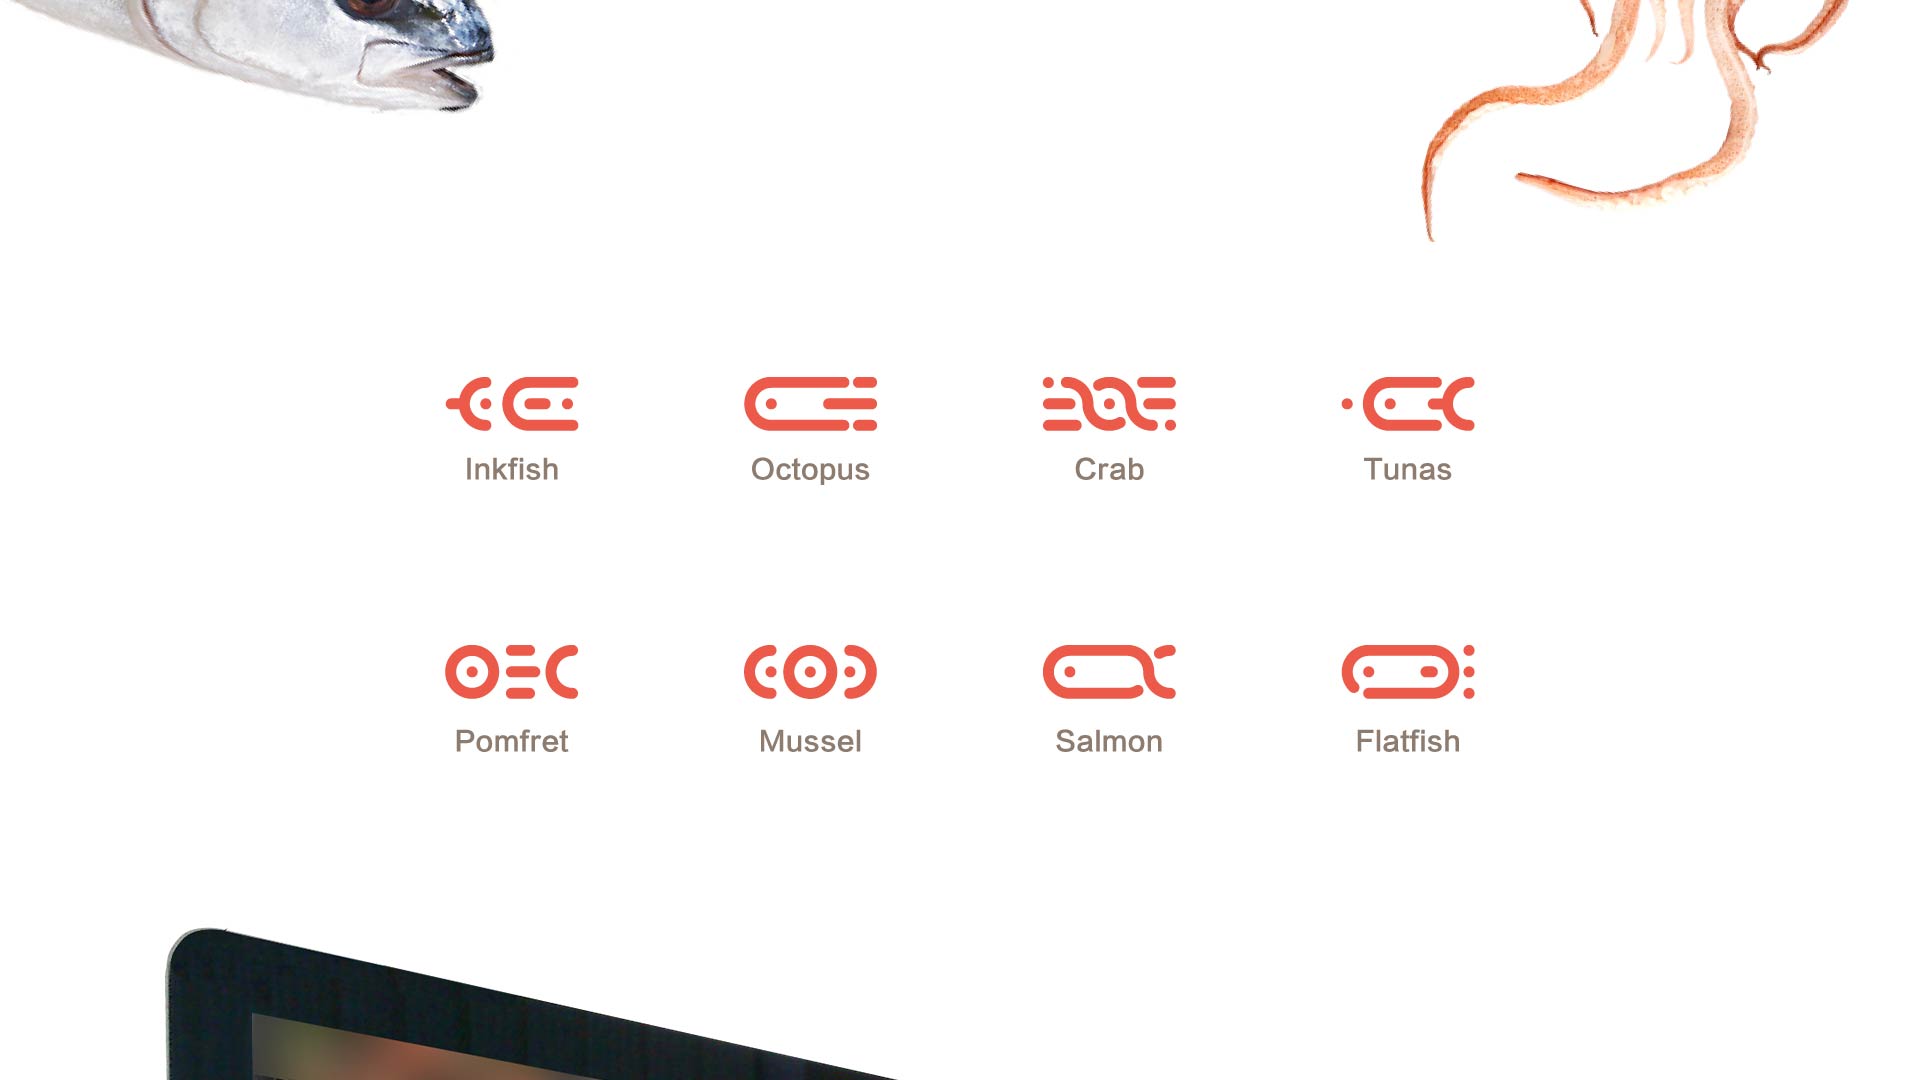 Inkfish
Octopus
Crab
Tunas
Pomfret
Mussel
Salmon
Flatfish